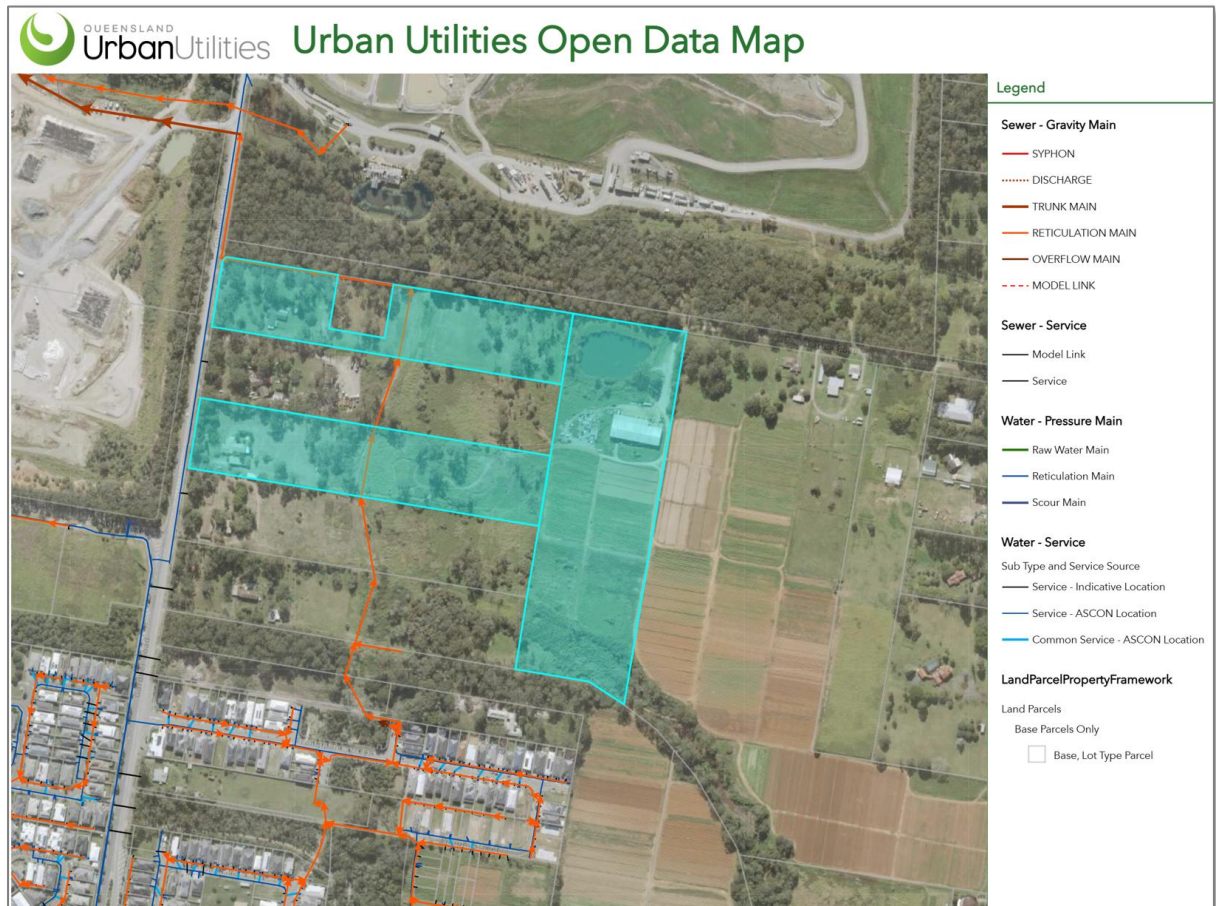 QUEENSLAND
UrbanUtilities
Urban Utilities Open Data Map
Legend
Sewer - Gravity Main
SYPHON
DISCHARGE
TRUNK MAIN
RETICULATION MAIN
OVERFLOW MAIN
MODEL LINK
Sewer - Service
Model Link
Service
Water - Pressure Main
Raw Water Main
Reticulation Main
Scour Main
Water - Service
Sub Type and Service Source
Service - Indicative Location
Service - ASCON Location
Common Service - ASCON Location
LandParcelPropertyFramework
Land Parcels
Base Parcels Only
Base, Lot Type Parcel